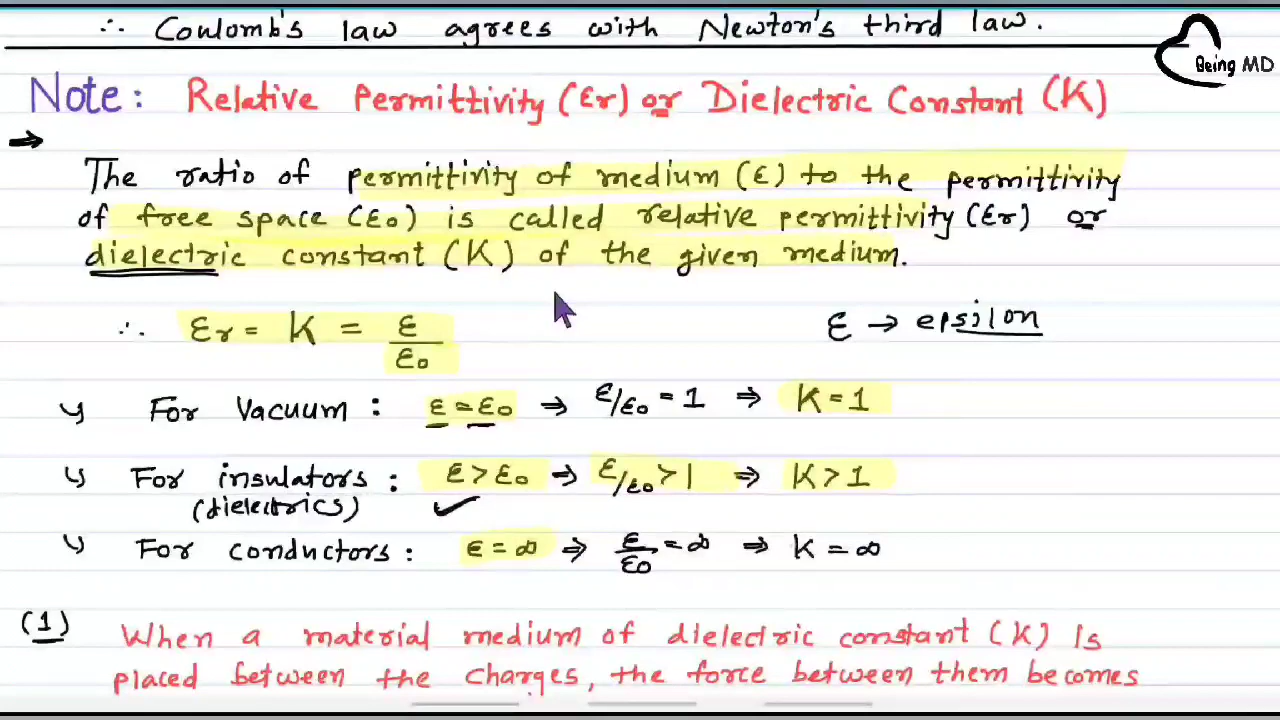 ∴ Coulomb's law agrees with Newton's third law.
Being MD
Note: Relative Permittivity (εr) or Dielectric Constant (K)
→
The ratio of permittivity of medium (ε) to the permittivity
of free space (ε₀) is called relative permittivity (εr) or
dielectric constant (K) of the given medium.
∴ εr = K = ε/ε₀
ε → epsilon
For Vacuum : ε = ε₀ ⇒ ε/ε₀ = 1 ⇒ K = 1
For insulators : ε > ε₀ ⇒ ε/ε₀ > 1 ⇒ K > 1
(dielectrics) ✓
For conductors : ε = ∞ ⇒ ε/ε₀ = ∞ ⇒ K = ∞
(1) When a material medium of dielectric constant (K) Is
placed between the charges, the force between them becomes